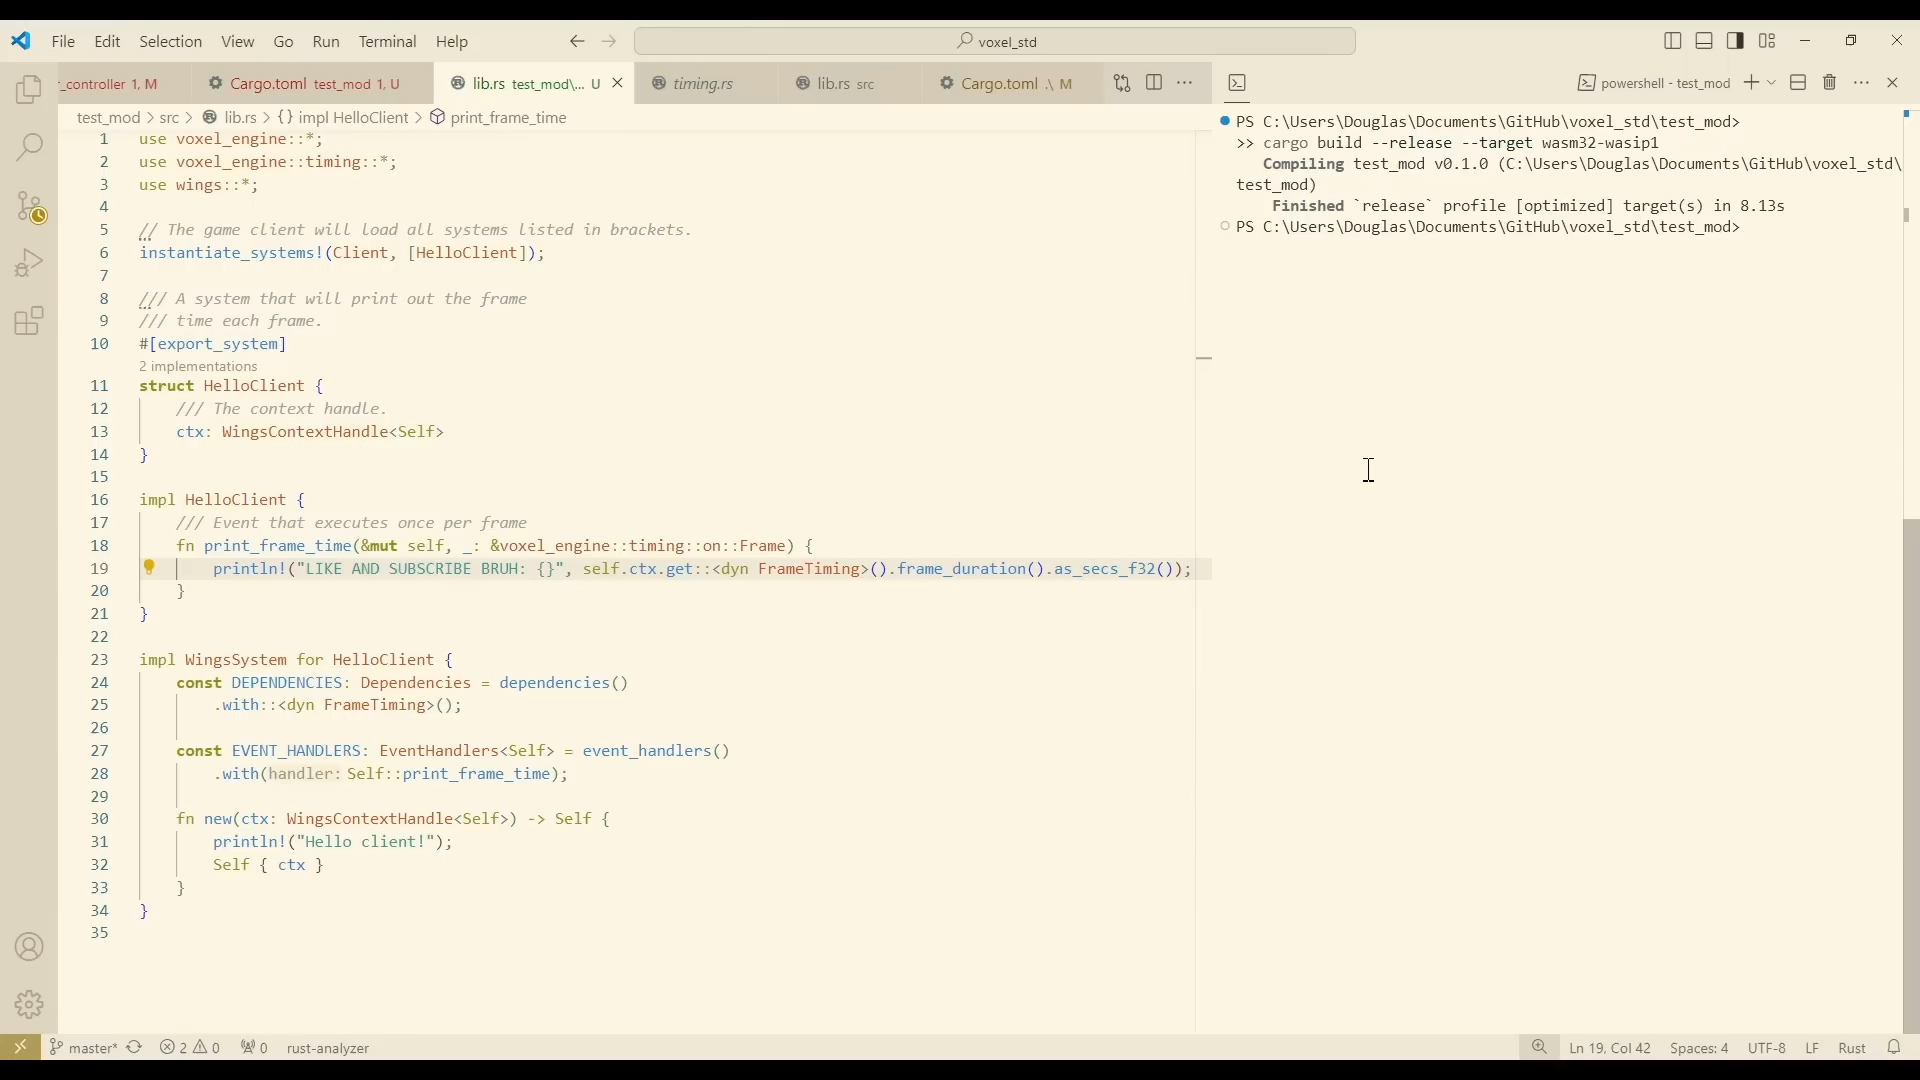 File Edit Selection View Go Run Terminal Help
voxel_std
r_controller 1, M
Cargo.toml test_mod 1, U
lib.rs test_mod\... U
timing.rs
lib.rs src
Cargo.toml .\ M
powershell - test_mod
test_mod > src > lib.rs > {} impl HelloClient > print_frame_time
1 use voxel_engine::*;
2 use voxel_engine::timing::*;
3 use wings::*;
4
5 // The game client will load all systems listed in brackets.
6 instantiate_systems!(Client, [HelloClient]);
7
8 /// A system that will print out the frame
9 /// time each frame.
10 #[export_system]
2 implementations
11 struct HelloClient {
12 /// The context handle.
13 ctx: WingsContextHandle<Self>
14 }
15
16 impl HelloClient {
17 /// Event that executes once per frame
18 fn print_frame_time(&mut self, _: &voxel_engine::timing::on::Frame) {
19 println!("LIKE AND SUBSCRIBE BRUH: {}", self.ctx.get::<dyn FrameTiming>().frame_duration().as_secs_f32());
20 }
21 }
22
23 impl WingsSystem for HelloClient {
24 const DEPENDENCIES: Dependencies = dependencies()
25 .with::<dyn FrameTiming>();
26
27 const EVENT_HANDLERS: EventHandlers<Self> = event_handlers()
28 .with(handler: Self::print_frame_time);
29
30 fn new(ctx: WingsContextHandle<Self>) -> Self {
31 println!("Hello client!");
32 Self { ctx }
33 }
34 }
35
PS C:\Users\Douglas\Documents\GitHub\voxel_std\test_mod>
>> cargo build --release --target wasm32-wasip1
Compiling test_mod v0.1.0 (C:\Users\Douglas\Documents\GitHub\voxel_std\
test_mod)
Finished `release` profile [optimized] target(s) in 8.13s
PS C:\Users\Douglas\Documents\GitHub\voxel_std\test_mod>
master* 2 0 0 rust-analyzer
Ln 19, Col 42 Spaces: 4 UTF-8 LF Rust